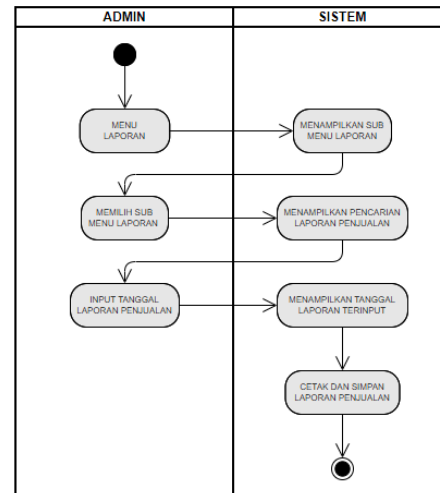 ADMIN
SISTEM
MENU
LAPORAN
MENAMPILKAN SUB
MENU LAPORAN
MEMILIH SUB
MENU LAPORAN
MENAMPILKAN PENCARIAN
LAPORAN PENJUALAN
INPUT TANGGAL
LAPORAN PENJUALAN
MENAMPILKAN TANGGAL
LAPORAN TERINPUT
CETAK DAN SIMPAN
LAPORAN PENJUALAN